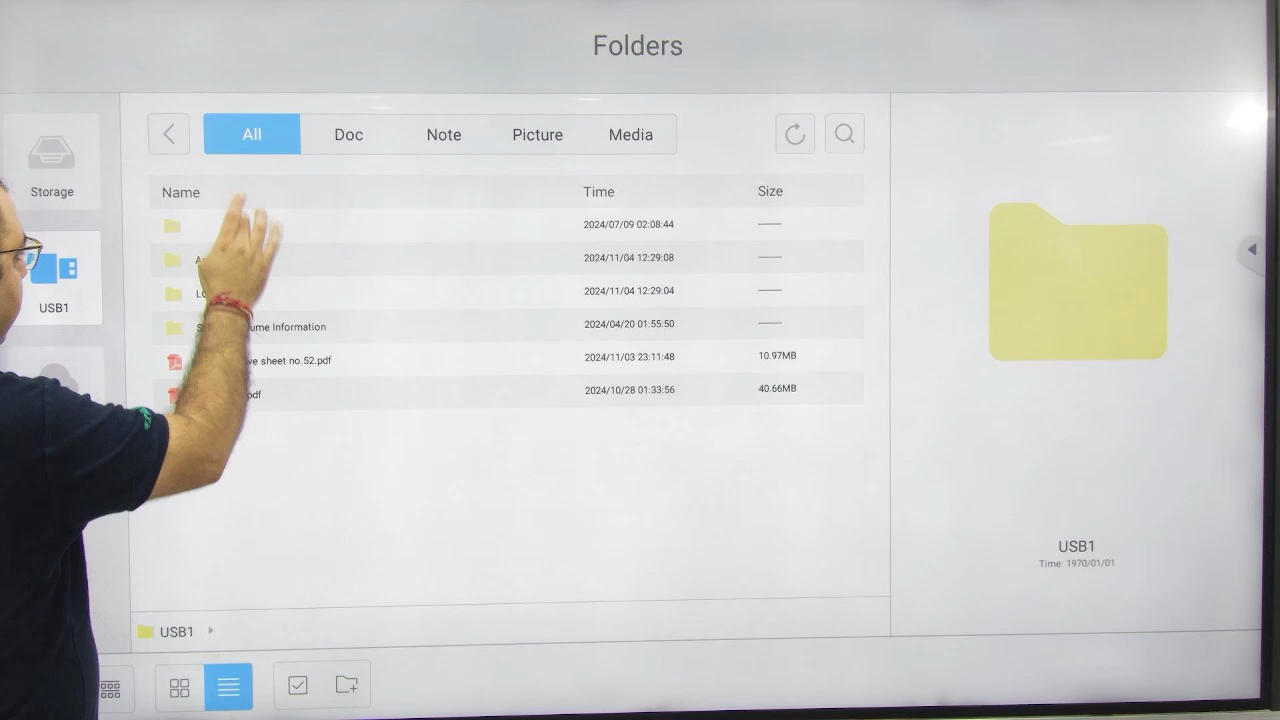 Folders
All Doc Note Picture Media
Storage
Name Time Size
2024/07/09 02:08:44
2024/11/04 12:29:08
USB1
2024/11/04 12:29:04
Information 2024/04/20 01:55:50
sheet no.52.pdf 2024/11/03 23:11:48 10.97MB
pdf 2024/10/28 01:33:56 40.66MB
USB1
Time: 1970/01/01
USB1